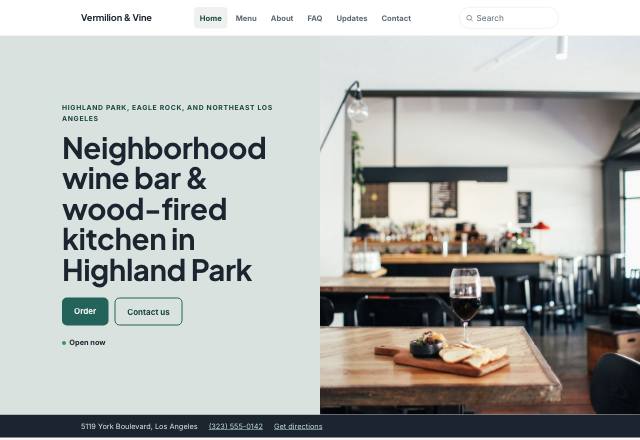 Vermilion & Vine
Home
Menu
About
FAQ
Updates
Contact
Search
HIGHLAND PARK, EAGLE ROCK, AND NORTHEAST LOS
ANGELES
Neighborhood
wine bar &
wood-fired
kitchen in
Highland Park
Order
Contact us
Open now
5119 York Boulevard, Los Angeles
(323) 555-0142
Get directions